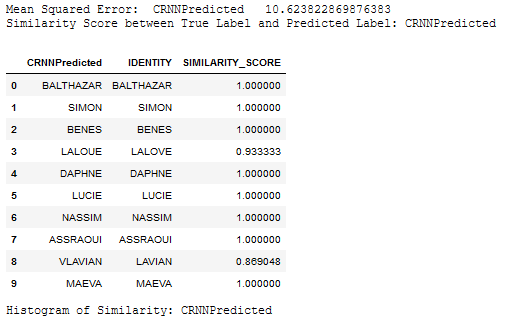 Mean Squared Error:  CRNNPredicted   10.623822869876383
Similarity Score between True Label and Predicted Label: CRNNPredicted
CRNNPredicted IDENTITY SIMILARITY_SCORE
0 BALTHAZAR BALTHAZAR 1.000000
1 SIMON SIMON 1.000000
2 BENES BENES 1.000000
3 LALOUE LALOVE 0.933333
4 DAPHNE DAPHNE 1.000000
5 LUCIE LUCIE 1.000000
6 NASSIM NASSIM 1.000000
7 ASSRAOUI ASSRAOUI 1.000000
8 VLAVIAN LAVIAN 0.869048
9 MAEVA MAEVA 1.000000
Histogram of Similarity: CRNNPredicted